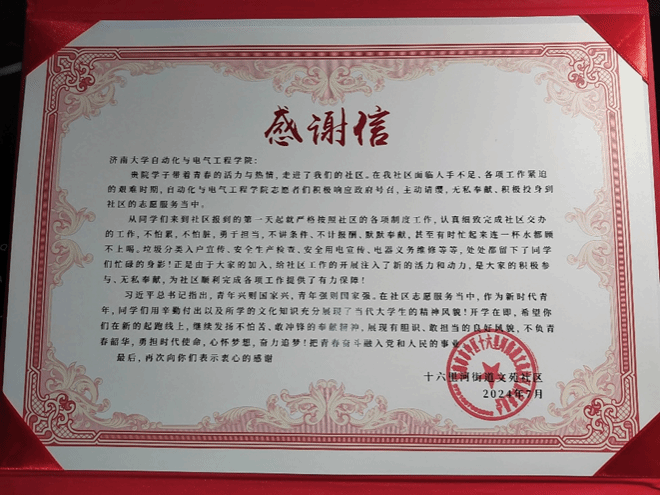 感谢信
济南大学自动化与电气工程学院：
贵院学子带着青春的活力与热情，走进了我们的社区。在我社区面临人手不足、各项工作紧迫
的艰难时期，自动化与电气工程学院志愿者们积极响应政府号召、主动请缨、无私奉献、积极投身到
社区的志愿服务当中。
从同学们来到社区报到的第一天起就严格按照社区的各项制度工作，认真细致完成社区交办
的工作，不怕累、不怕脏，勇于担当，不讲条件、不计报酬、默默奉献，甚至有时忙起来连一杯水都顾
不上喝。垃圾分类入户宣传、安全生产检查、安全用电宣传、电器义务维修等等，处处都留下了同学
们忙碌的身影！正是由于大家的加入，给社区工作的开展注入了新的活力和动力，是大家的积极参
与、无私奉献，为社区顺利完成各项工作提供了有力保障！
习近平总书记指出，青年兴则国家兴，青年强则国家强。在社区志愿服务当中，作为新时代青
年，同学们用辛勤付出以及所学的文化知识充分展现了当代大学生的精神风貌！开学在即，希望你
们在新的起跑线上，继续发扬不怕苦、敢冲锋的奉献精神，展现有胆识、敢担当的良好风貌，不负青
春韶华，勇担时代使命，心怀梦想，奋力追梦！把青春奋斗融入党和人民的事业
最后，再次向你们表示衷心的感谢
十六里河街道文苑社区
2024年7月